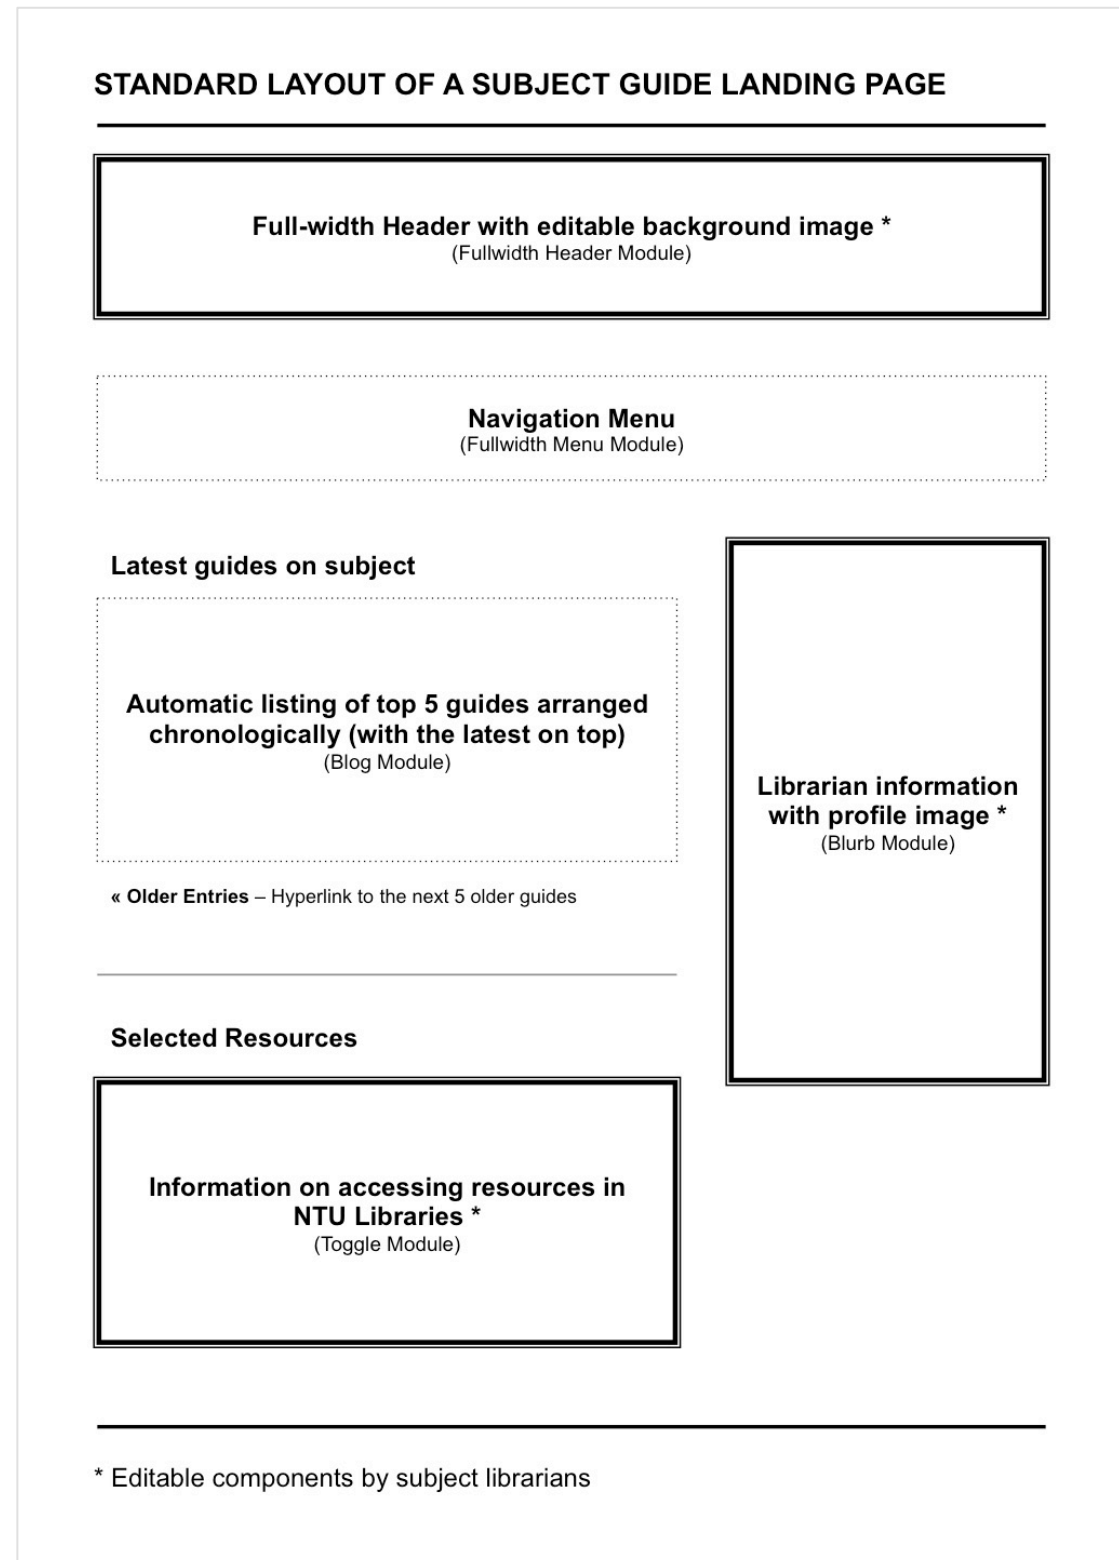 STANDARD LAYOUT OF A SUBJECT GUIDE LANDING PAGE
Full-width Header with editable background image *
(Fullwidth Header Module)
Navigation Menu
(Fullwidth Menu Module)
Latest guides on subject
Automatic listing of top 5 guides arranged
chronologically (with the latest on top)
(Blog Module)
« Older Entries – Hyperlink to the next 5 older guides
Librarian information
with profile image *
(Blurb Module)
Selected Resources
Information on accessing resources in
NTU Libraries *
(Toggle Module)
* Editable components by subject librarians